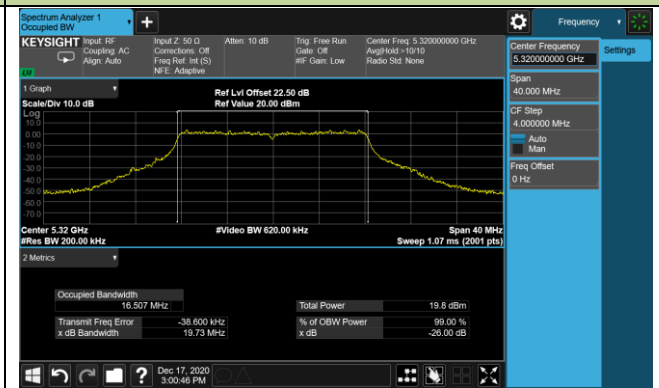 Spectrum Analyzer 1
Occupied BW
+
Frequency
KEYSIGHT
Input: RF
Coupling: AC
Align: Auto
Input Z: 50 Ω
Corrections: Off
Freq Ref: Int (S)
NFE: Adaptive
Atten: 10 dB
Trig: Free Run
Gate: Off
#IF Gain: Low
Center Freq: 5.320000000 GHz
Avg|Hold:>10/10
Radio Std: None
Center Frequency
5.320000000 GHz
Settings
Span
40.000 MHz
CF Step
4.000000 MHz
Auto
Man
Freq Offset
0 Hz
1 Graph
Scale/Div 10.0 dB
Ref Lvl Offset 22.50 dB
Ref Value 20.00 dBm
Log
10.0
0.00
-10.0
-20.0
-30.0
-40.0
-50.0
-60.0
-70.0
Center 5.32 GHz
#Res BW 200.00 kHz
#Video BW 620.00 kHz
Span 40 MHz
Sweep 1.07 ms (2001 pts)
2 Metrics
Occupied Bandwidth
16.507 MHz
Total Power
19.8 dBm
Transmit Freq Error
-38.600 kHz
% of OBW Power
99.00 %
x dB Bandwidth
19.73 MHz
x dB
-26.00 dB
?
Dec 17, 2020
3:00:46 PM